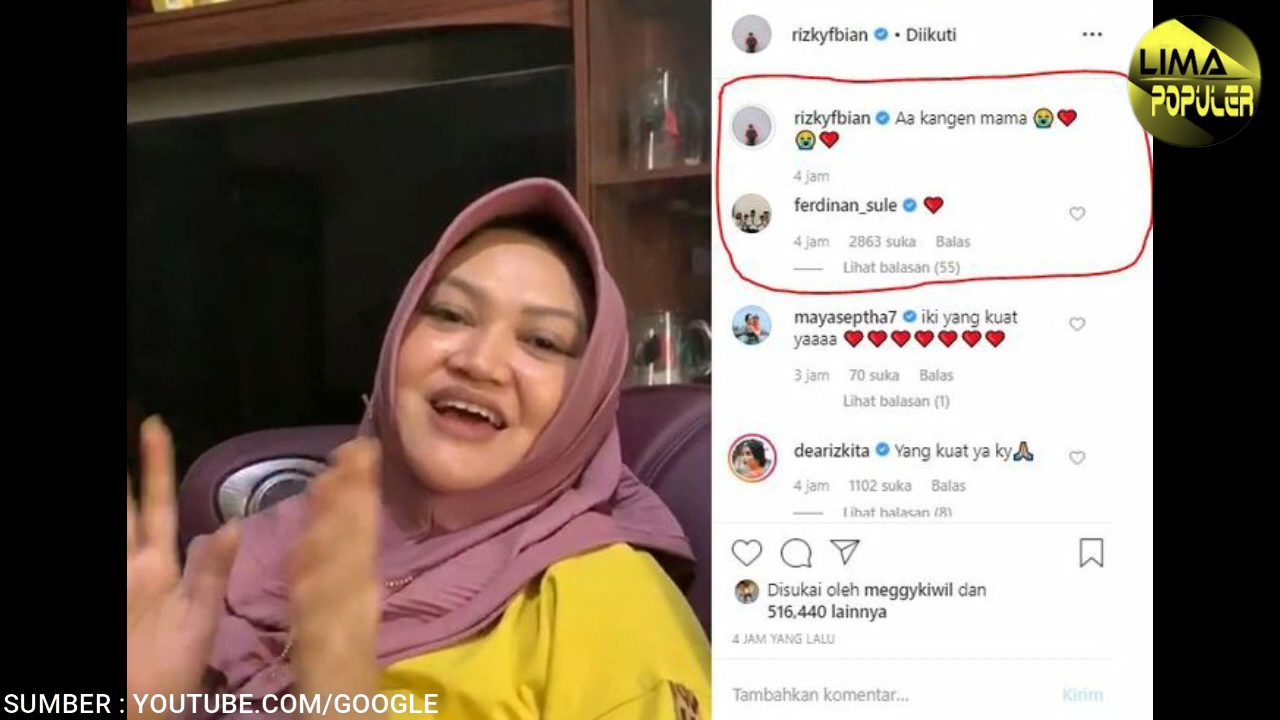 LIMA
POPULER
rizkyfbian • Diikuti
rizkyfbian Aa kangen mama 😭❤️
😭❤️
4 jam
ferdinan_sule ❤️
4 jam 2863 suka Balas
Lihat balasan (55)
mayaseptha7 iki yang kuat
yaaaa ❤️❤️❤️❤️❤️❤️❤️
3 jam 70 suka Balas
Lihat balasan (1)
dearizkita Yang kuat ya ky🙏
4 jam 1102 suka Balas
Lihat balasan (8)
Disukai oleh meggykiwil dan
516,440 lainnya
4 JAM YANG LALU
Tambahkan komentar... Kirim
SUMBER : YOUTUBE.COM/GOOGLE